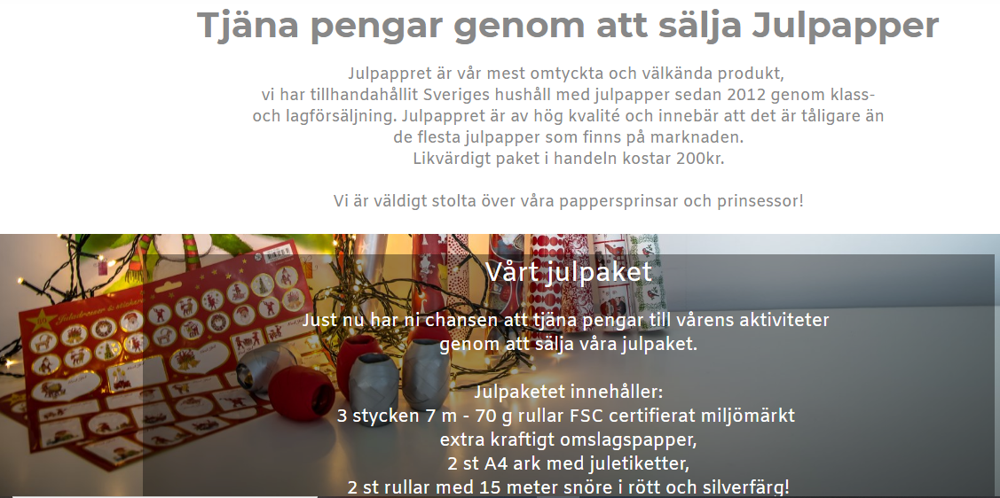 Tjäna pengar genom att sälja Julpapper
Julpappret är vår mest omtyckta och välkända produkt,
vi har tillhandahållit Sveriges hushåll med julpapper sedan 2012 genom klass-
och lagförsäljning. Julpappret är av hög kvalité och innebär att det är tåligare än
de flesta julpapper som finns på marknaden.
Likvärdigt paket i handeln kostar 200kr.
Vi är väldigt stolta över våra pappersprinsar och prinsessor!
Vårt julpaket
Just nu har ni chansen att tjäna pengar till vårens aktiviteter
genom att sälja våra julpaket.
Julpaketet innehåller:
3 stycken 7 m - 70 g rullar FSC certifierat miljömärkt
extra kraftigt omslagspapper,
2 st A4 ark med juletiketter,
2 st rullar med 15 meter snöre i rött och silverfärg!